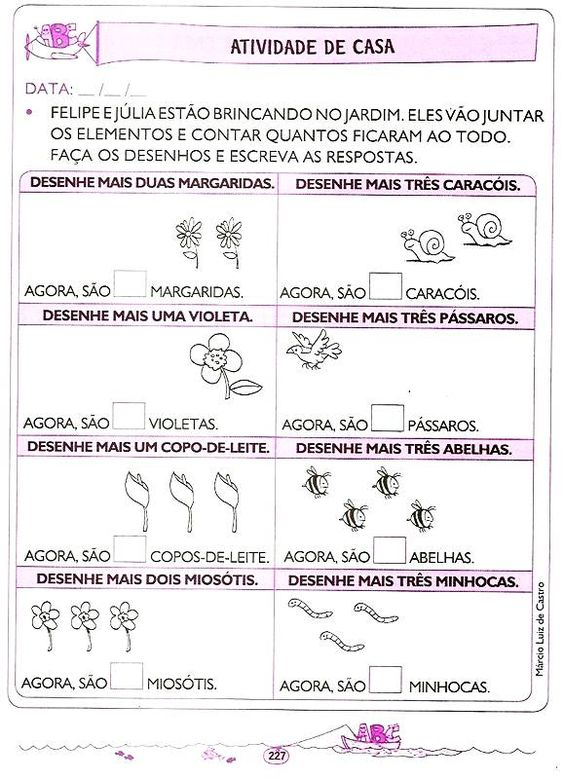 ABE
ATIVIDADE DE CASA
DATA: __/__/__
• FELIPE E JÚLIA ESTÃO BRINCANDO NO JARDIM. ELES VÃO JUNTAR
OS ELEMENTOS E CONTAR QUANTOS FICARAM AO TODO.
FAÇA OS DESENHOS E ESCREVA AS RESPOSTAS.
DESENHE MAIS DUAS MARGARIDAS.
AGORA, SÃO MARGARIDAS.
DESENHE MAIS TRÊS CARACÓIS.
AGORA, SÃO CARACÓIS.
DESENHE MAIS UMA VIOLETA.
AGORA, SÃO VIOLETAS.
DESENHE MAIS TRÊS PÁSSAROS.
AGORA, SÃO PÁSSAROS.
DESENHE MAIS UM COPO-DE-LEITE.
AGORA, SÃO COPOS-DE-LEITE.
DESENHE MAIS TRÊS ABELHAS.
AGORA, SÃO ABELHAS.
DESENHE MAIS DOIS MIOSÓTIS.
AGORA, SÃO MIOSÓTIS.
DESENHE MAIS TRÊS MINHOCAS.
AGORA, SÃO MINHOCAS.
Márcio Luiz de Castro
ABE
227